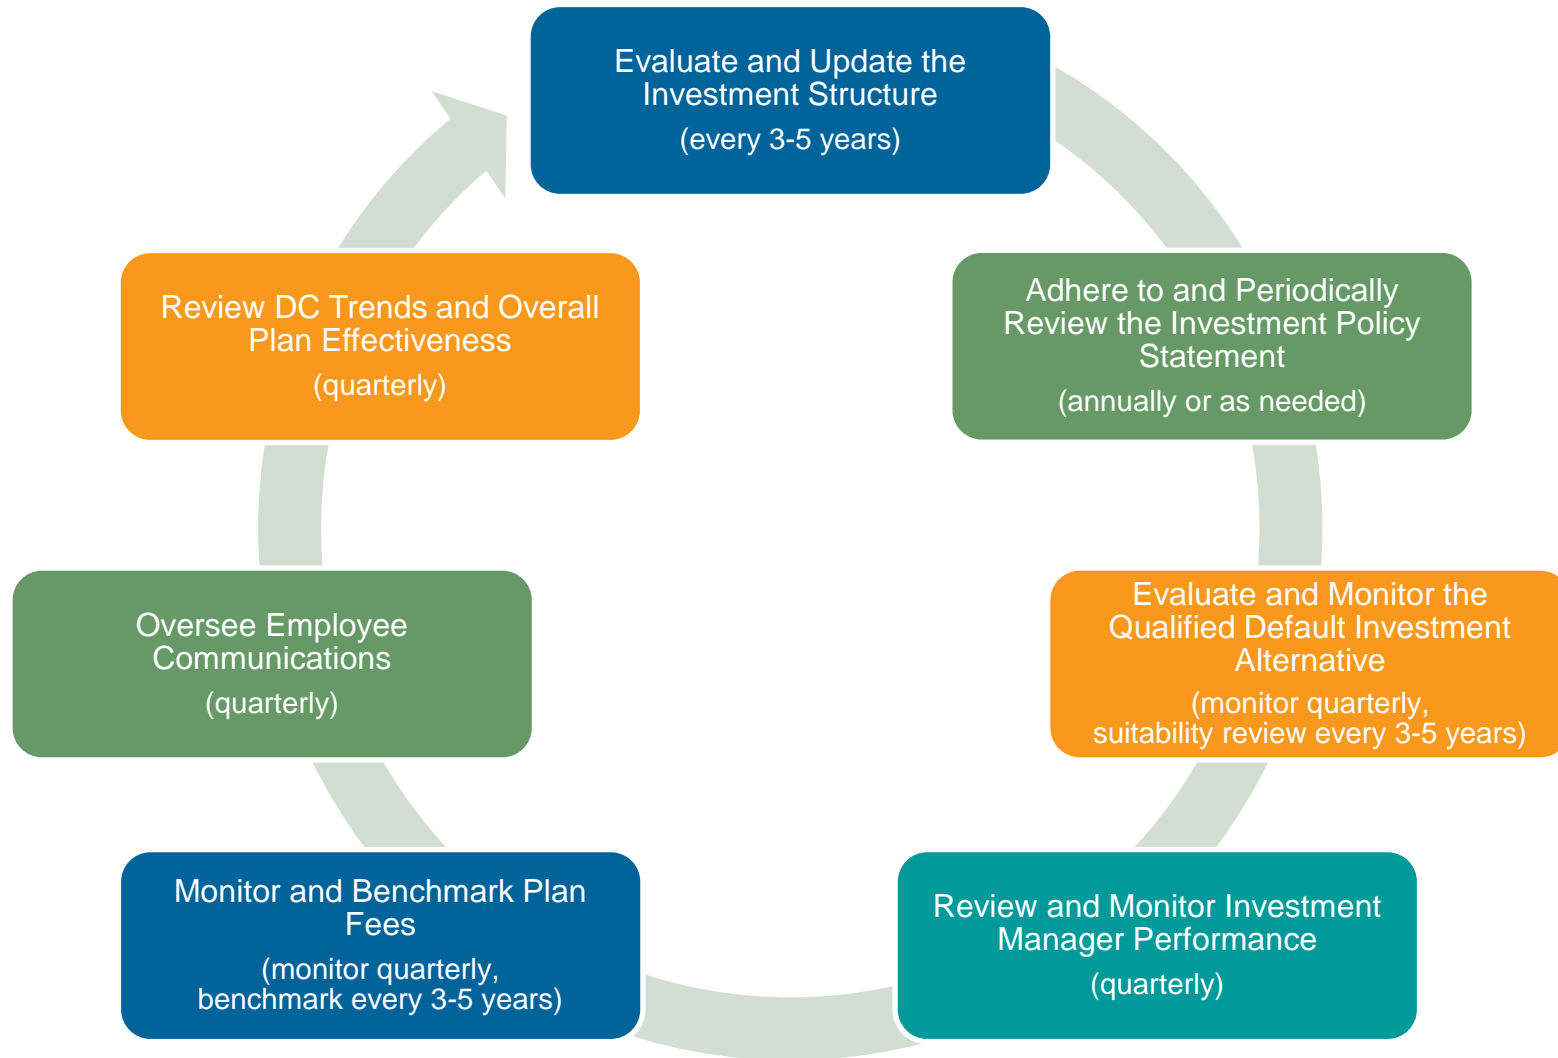 Evaluate and Update the
Investment Structure
(every 3-5 years)
Adhere to and Periodically
Review the Investment Policy
Statement
(annually or as needed)
Evaluate and Monitor the
Qualified Default Investment
Alternative
(monitor quarterly,
suitability review every 3-5 years)
Review and Monitor Investment
Manager Performance
(quarterly)
Monitor and Benchmark Plan
Fees
(monitor quarterly,
benchmark every 3-5 years)
Oversee Employee
Communications
(quarterly)
Review DC Trends and Overall
Plan Effectiveness
(quarterly)